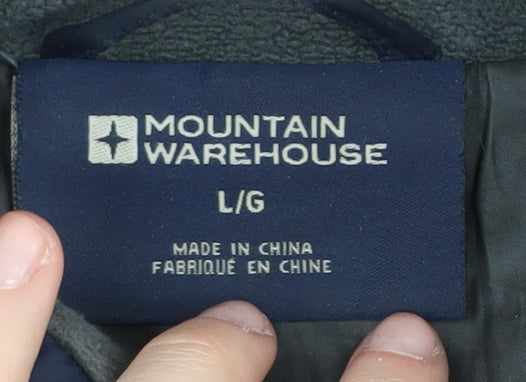 MOUNTAIN
WAREHOUSE
L/G
MADE IN CHINA
FABRIQUÉ EN CHINE